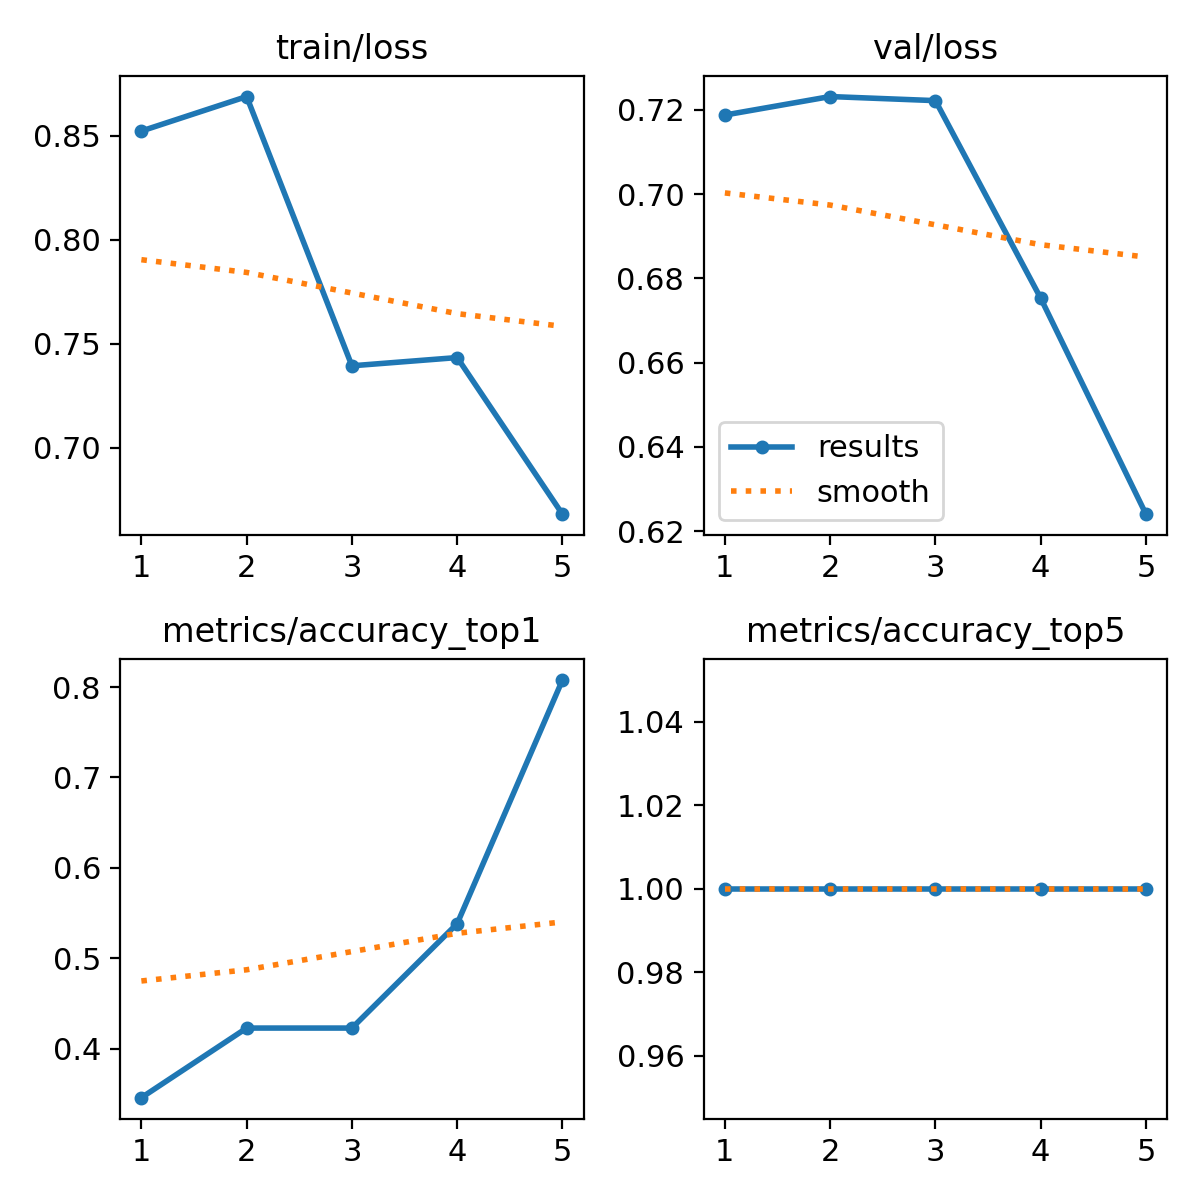 train/loss
val/loss
0.85
0.80
0.75
0.70
1 2 3 4 5
0.72
0.70
0.68
0.66
0.64
0.62
results
smooth
1 2 3 4 5
metrics/accuracy_top1
metrics/accuracy_top5
0.8
0.7
0.6
0.5
0.4
1 2 3 4 5
1.04
1.02
1.00
0.98
0.96
1 2 3 4 5